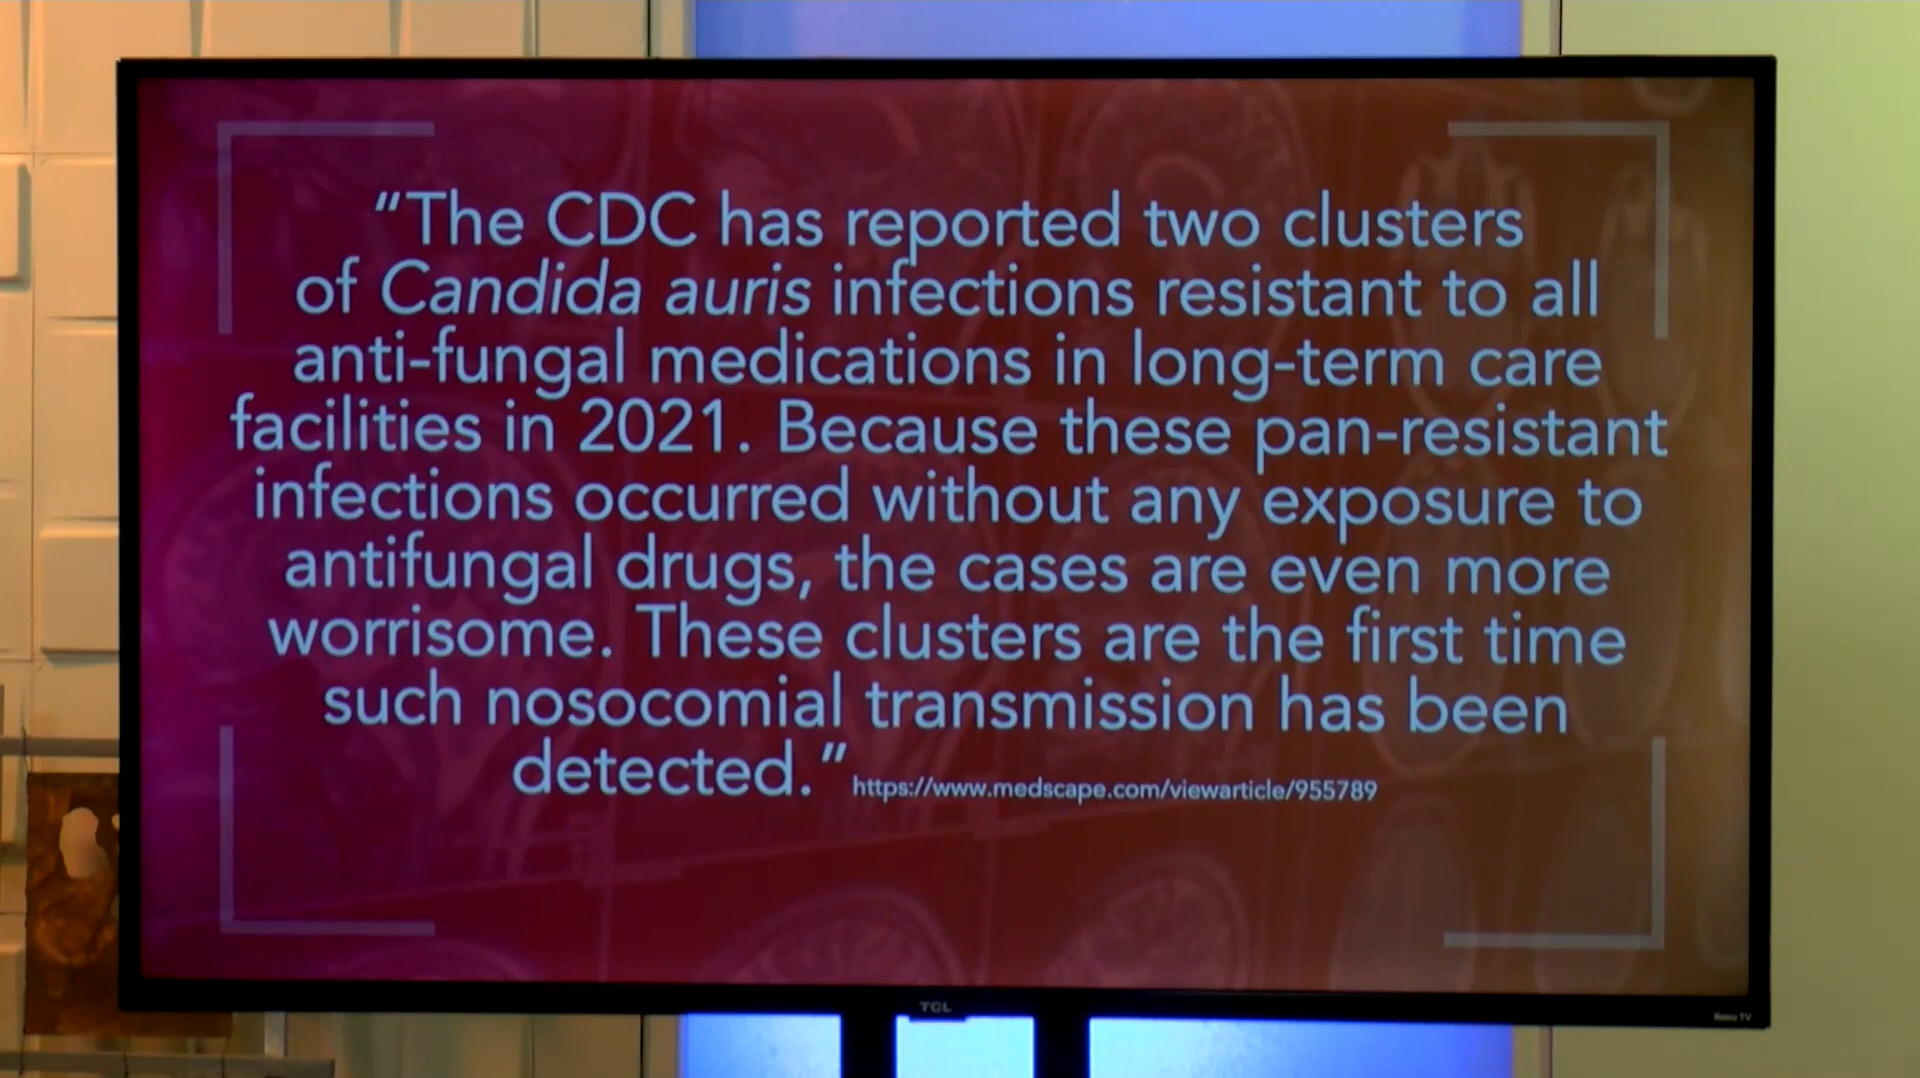 “The CDC has reported two clusters
of Candida auris infections resistant to all
anti-fungal medications in long-term care
facilities in 2021. Because these pan-resistant
infections occurred without any exposure to
antifungal drugs, the cases are even more
worrisome. These clusters are the first time
such nosocomial transmission has been
detected.” https://www.medscape.com/viewarticle/955789
TCL
Roku TV